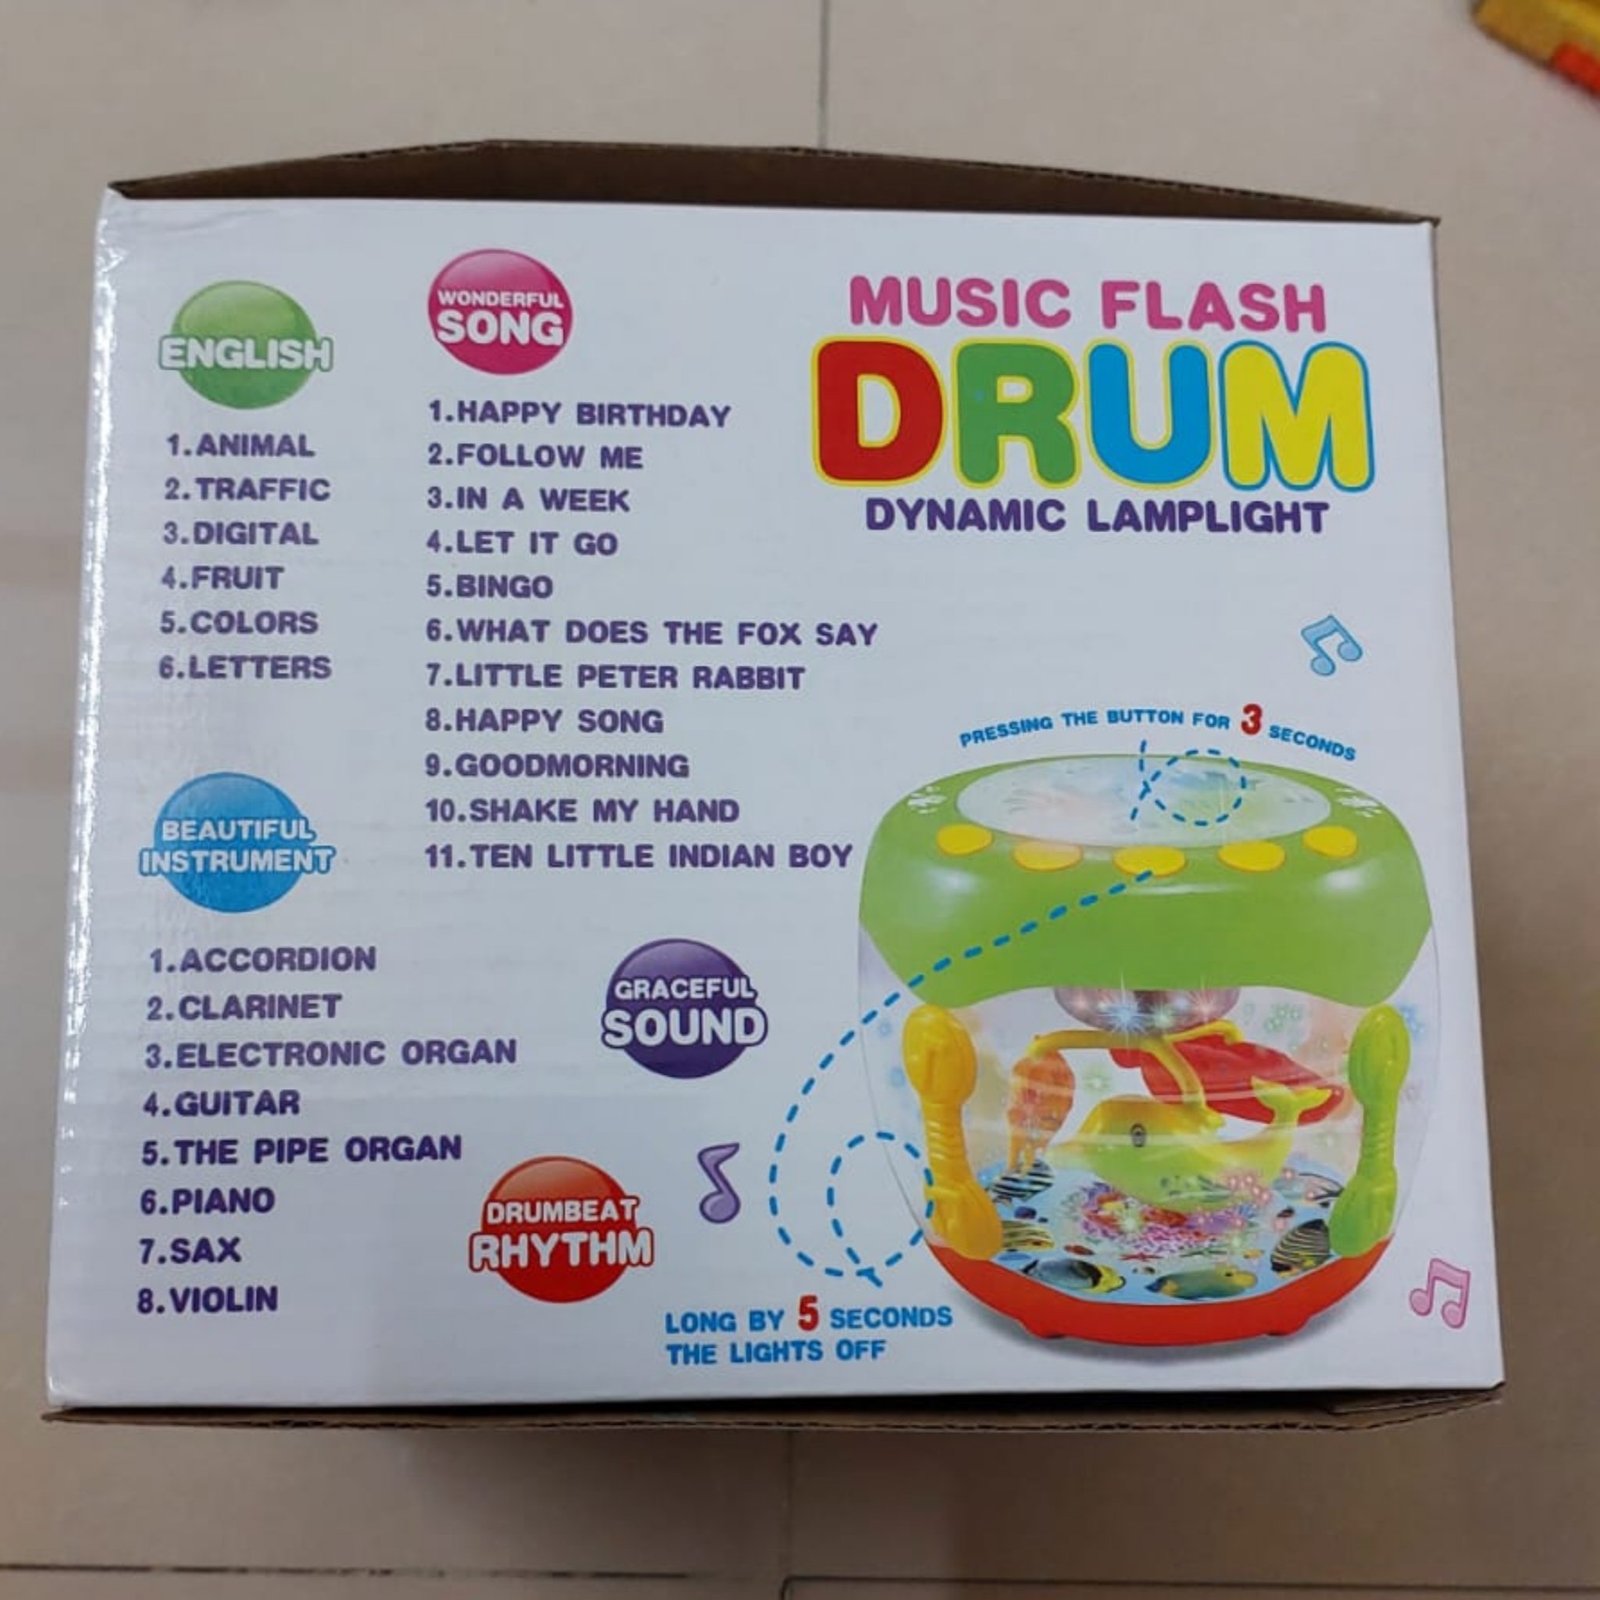 ENGLISH
1.ANIMAL
2.TRAFFIC
3.DIGITAL
4.FRUIT
5.COLORS
6.LETTERS
WONDERFUL
SONG
1.HAPPY BIRTHDAY
2.FOLLOW ME
3.IN A WEEK
4.LET IT GO
5.BINGO
6.WHAT DOES THE FOX SAY
7.LITTLE PETER RABBIT
8.HAPPY SONG
9.GOODMORNING
10.SHAKE MY HAND
11.TEN LITTLE INDIAN BOY
MUSIC FLASH
DRUM
DYNAMIC LAMPLIGHT
PRESSING THE BUTTON FOR 3 SECONDS
BEAUTIFUL
INSTRUMENT
1.ACCORDION
2.CLARINET
3.ELECTRONIC ORGAN
4.GUITAR
5.THE PIPE ORGAN
6.PIANO
7.SAX
8.VIOLIN
GRACEFUL
SOUND
DRUMBEAT
RHYTHM
LONG BY 5 SECONDS
THE LIGHTS OFF